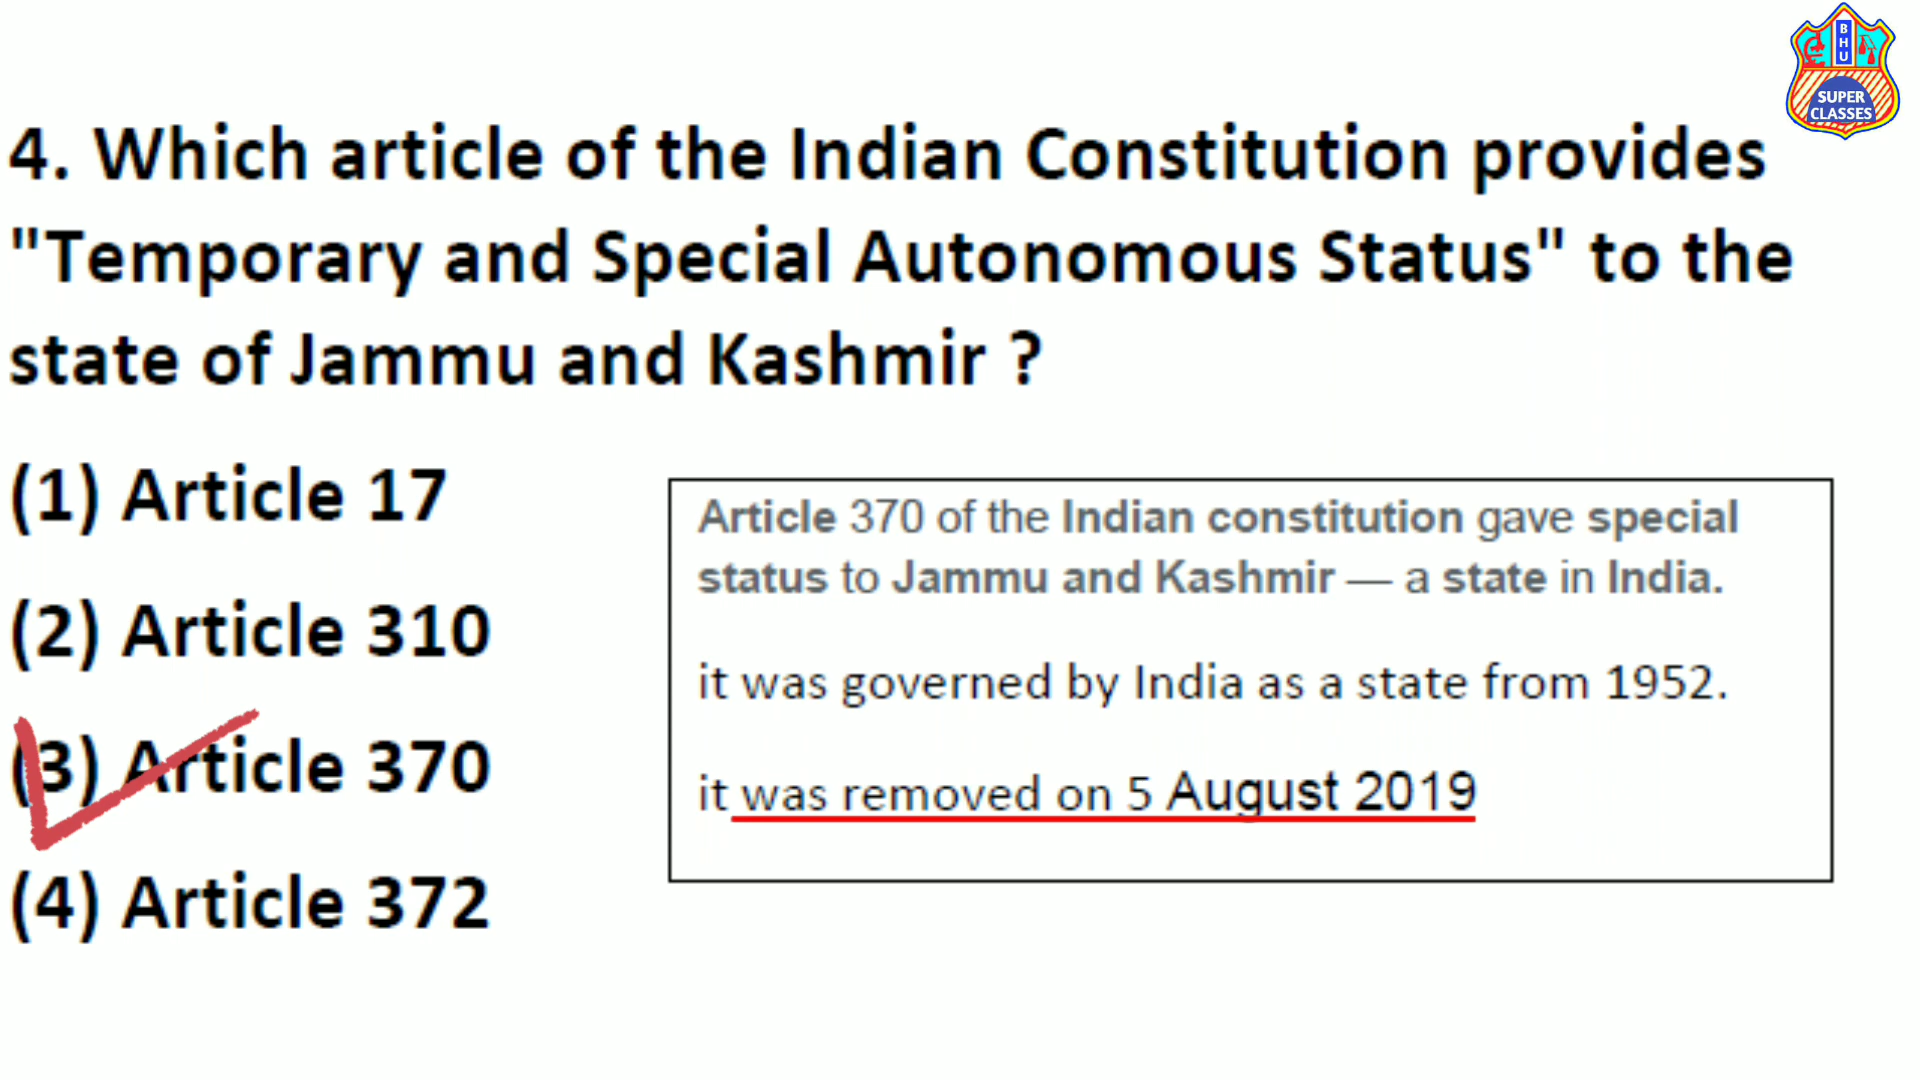 BHU
SUPER
CLASSES
4. Which article of the Indian Constitution provides
"Temporary and Special Autonomous Status" to the
state of Jammu and Kashmir ?
(1) Article 17
(2) Article 310
(3) Article 370
(4) Article 372
Article 370 of the Indian constitution gave special
status to Jammu and Kashmir — a state in India.
it was governed by India as a state from 1952.
it was removed on 5 August 2019